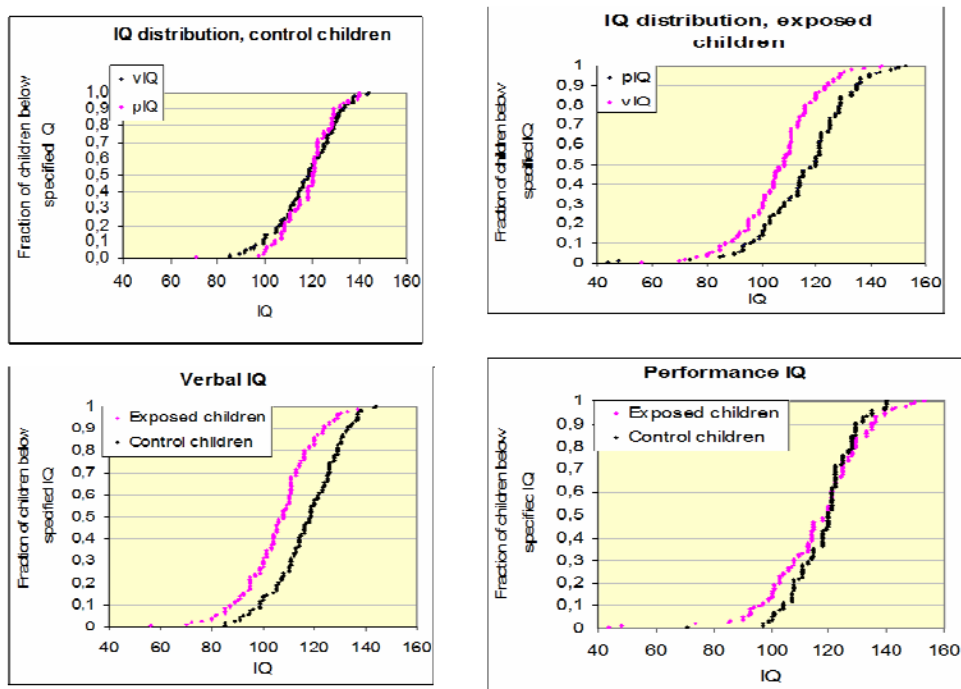 IQ distribution, control children
vIQ
pIQ
Fraction of children below
specified Q
1,0
0,9
0,8
0,7
0,6
0,5
0,4
0,3
0,2
0,1
0,0
40 60 80 100 120 140 160
IQ
IQ distribution, exposed
children
pIQ
vIQ
Fraction of children below
specified IQ
1
0,9
0,8
0,7
0,6
0,5
0,4
0,3
0,2
0,1
0
40 60 80 100 120 140 160
IQ
Verbal IQ
Exposed children
Control children
Fraction of children below
specified IQ
1
0,9
0,8
0,7
0,6
0,5
0,4
0,3
0,2
0,1
0
40 60 80 100 120 140 160
IQ
Performance IQ
Exposed children
Control children
Fraction of children below
specified IQ
1
0,9
0,8
0,7
0,6
0,5
0,4
0,3
0,2
0,1
0
40 60 80 100 120 140 160
IQ